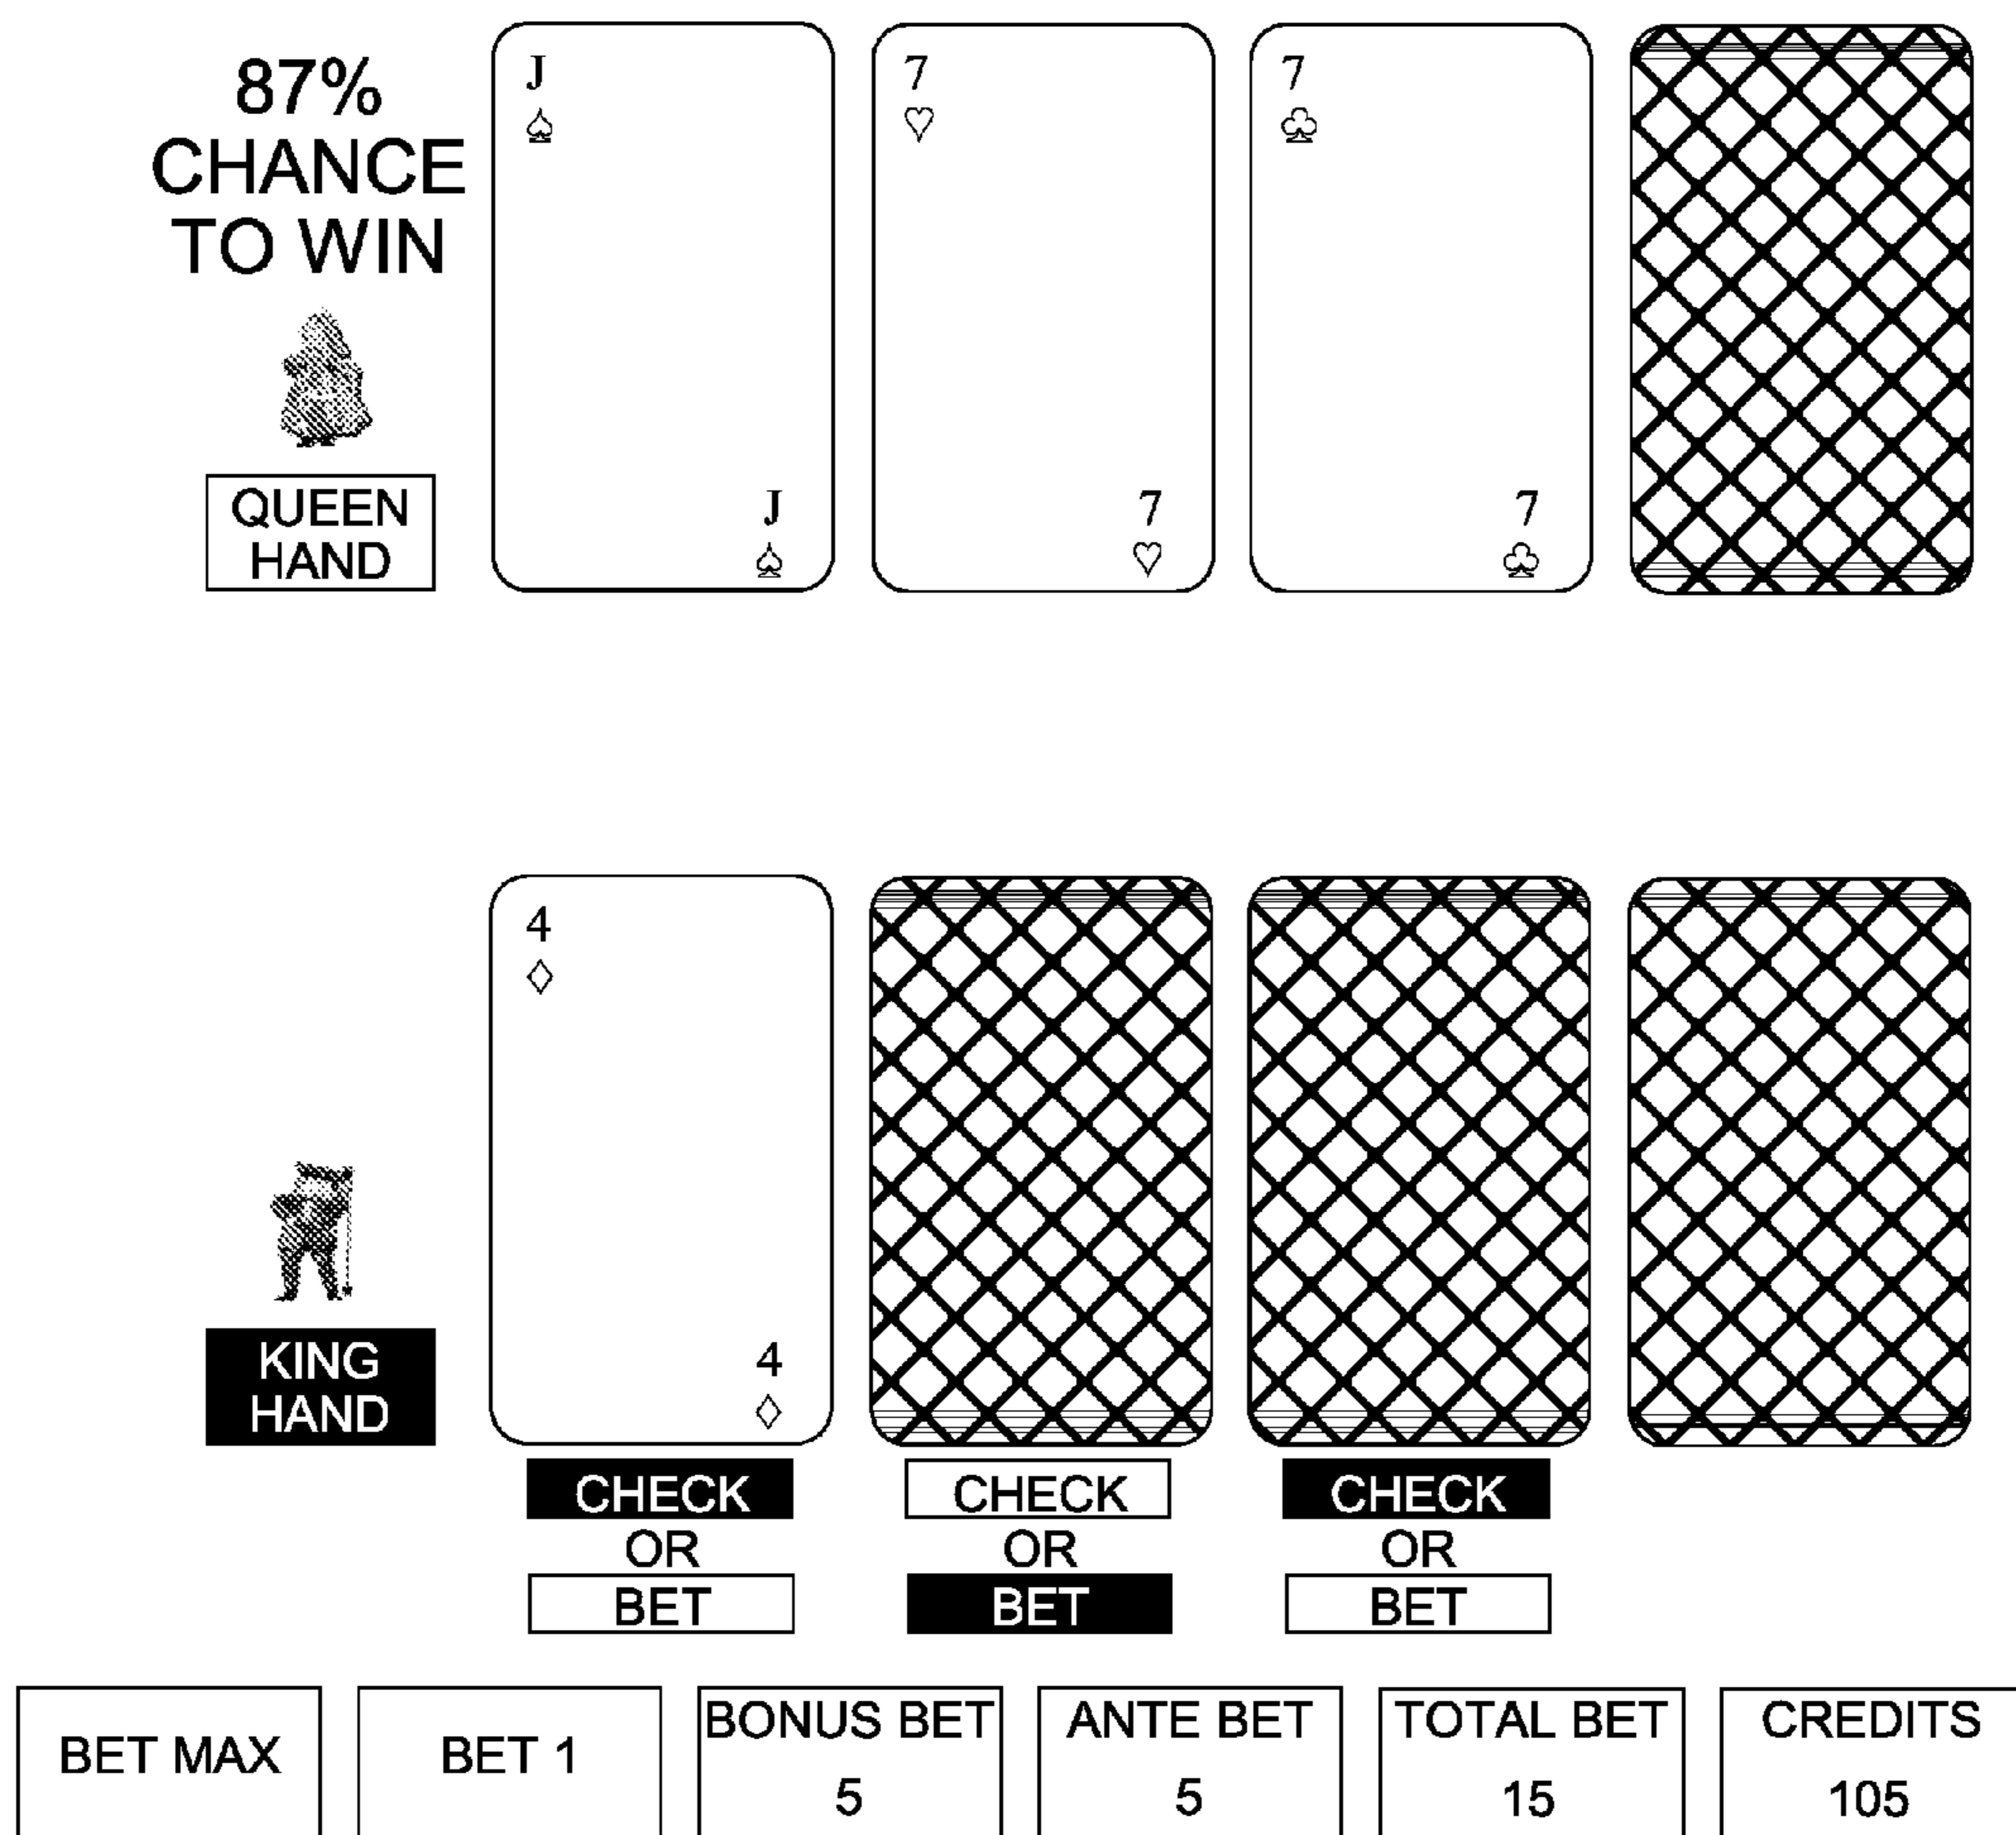 87%
CHANCE
TO WIN
QUEEN
HAND
J
♤
J
♤
7
♡
7
♡
7
♧
7
♧
KING
HAND
4
♢
4
♢
CHECK
OR
BET
CHECK
OR
BET
CHECK
OR
BET
BET MAX
BET 1
BONUS BET
5
ANTE BET
5
TOTAL BET
15
CREDITS
105